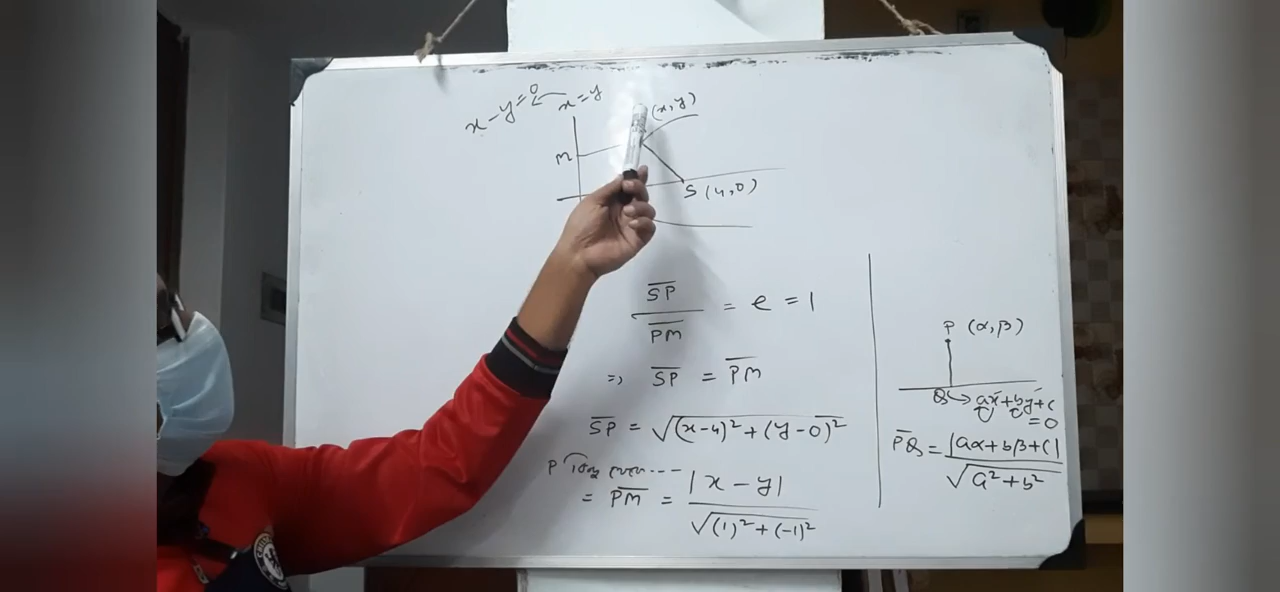 x-y=0 x=y
(x,y)
M
S (4,0)
SP/PM = e = 1
⇒ SP = PM
SP = √(x-4)²+(y-0)²
P বিন্দু থেকে----
= PM = |x-y|/√(1)²+(-1)²
P (α,β)
Q→ax+by+c
=0
PQ = |aα+bβ+c|/√a²+b²